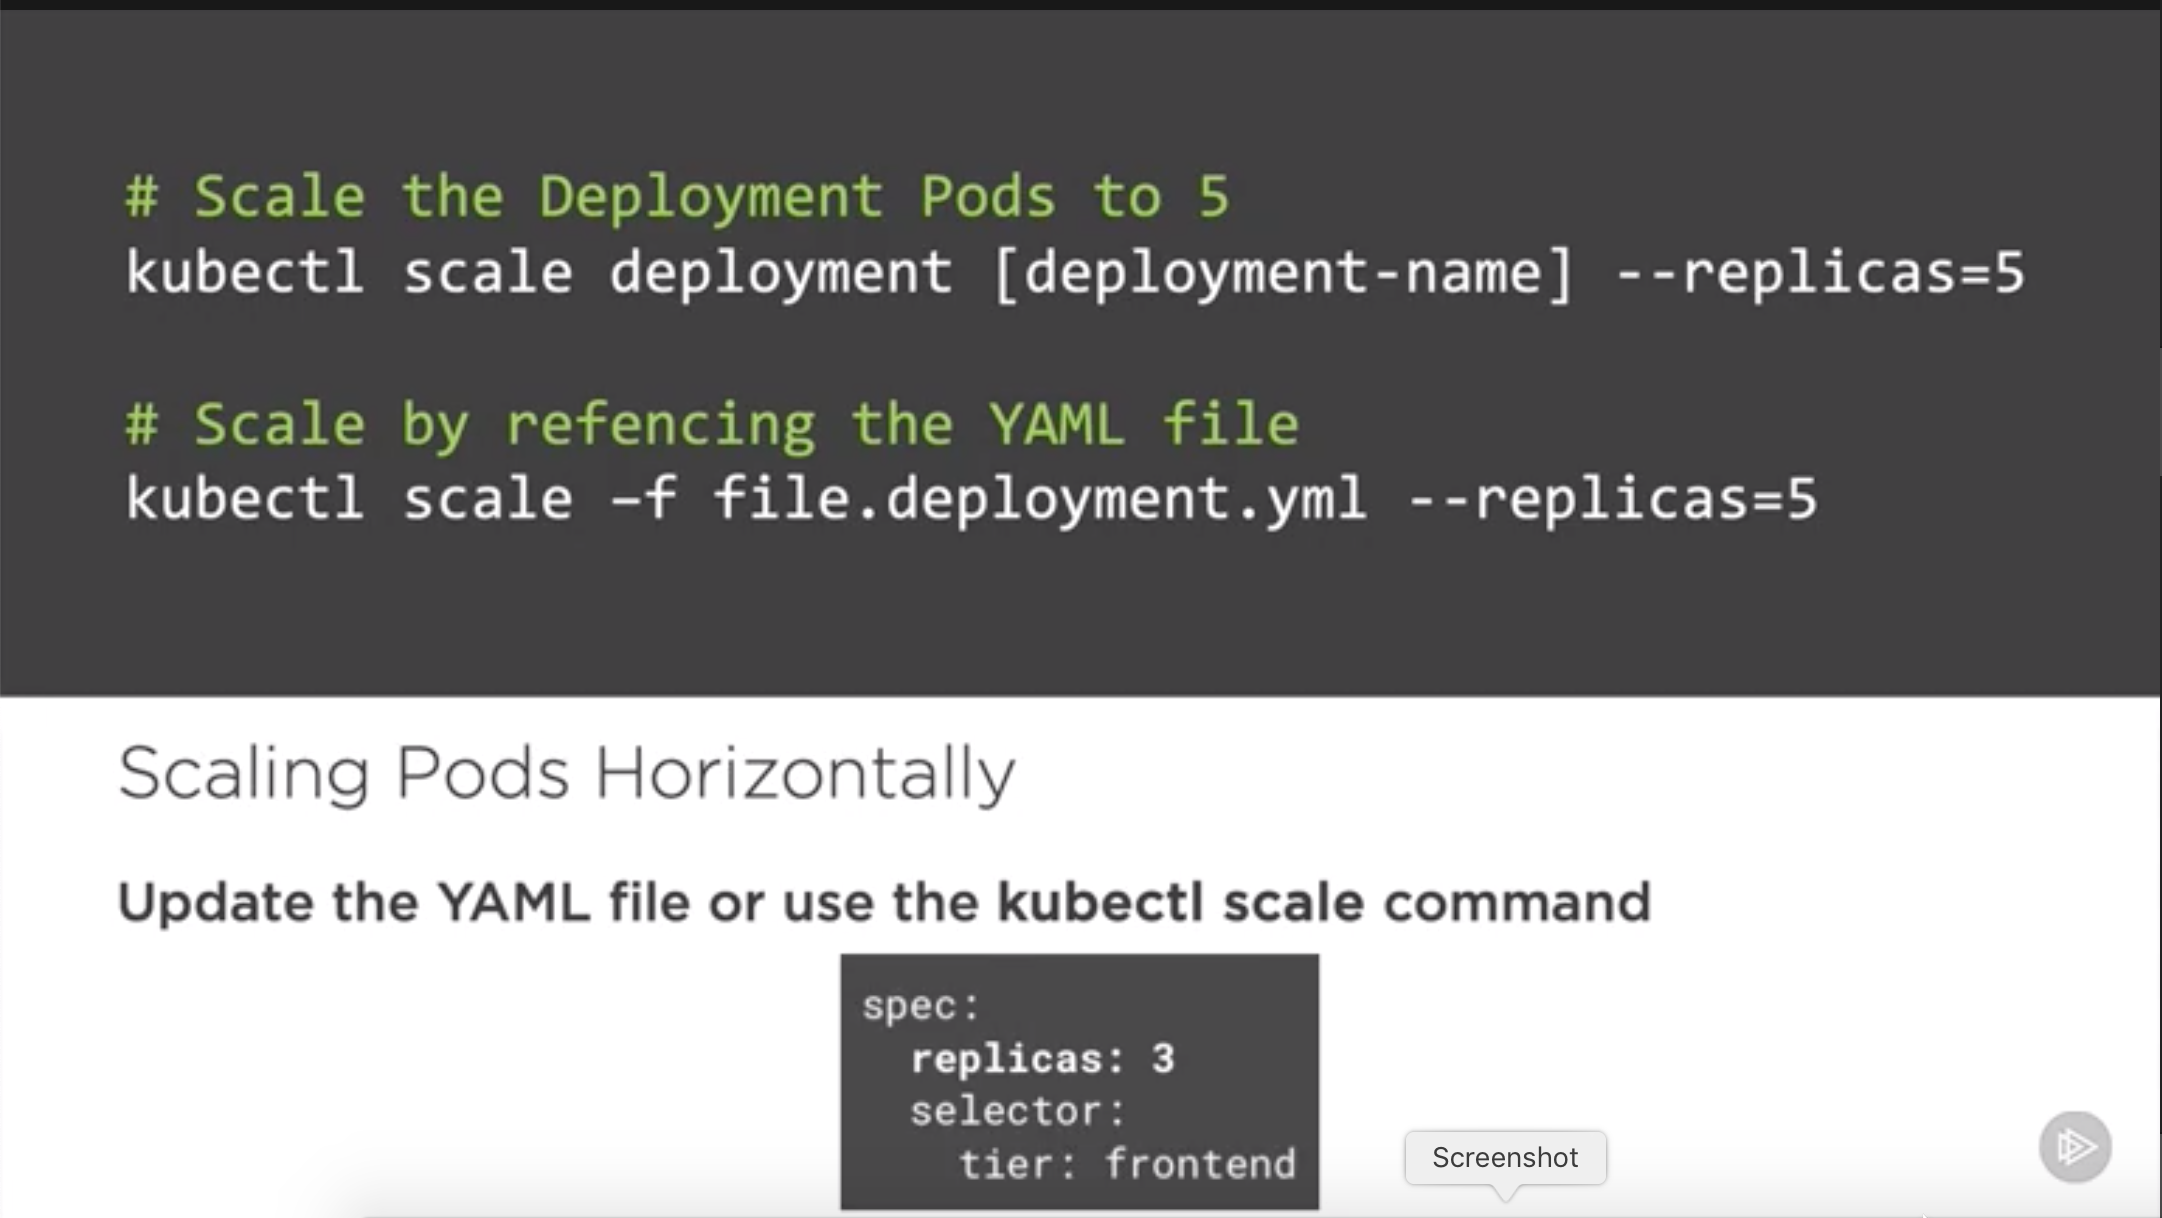 # Scale the Deployment Pods to 5
kubectl scale deployment [deployment-name] --replicas=5
# Scale by refencing the YAML file
kubectl scale –f file.deployment.yml --replicas=5
Scaling Pods Horizontally
Update the YAML file or use the kubectl scale command
spec:
  replicas: 3
  selector:
    tier: frontend
Screenshot